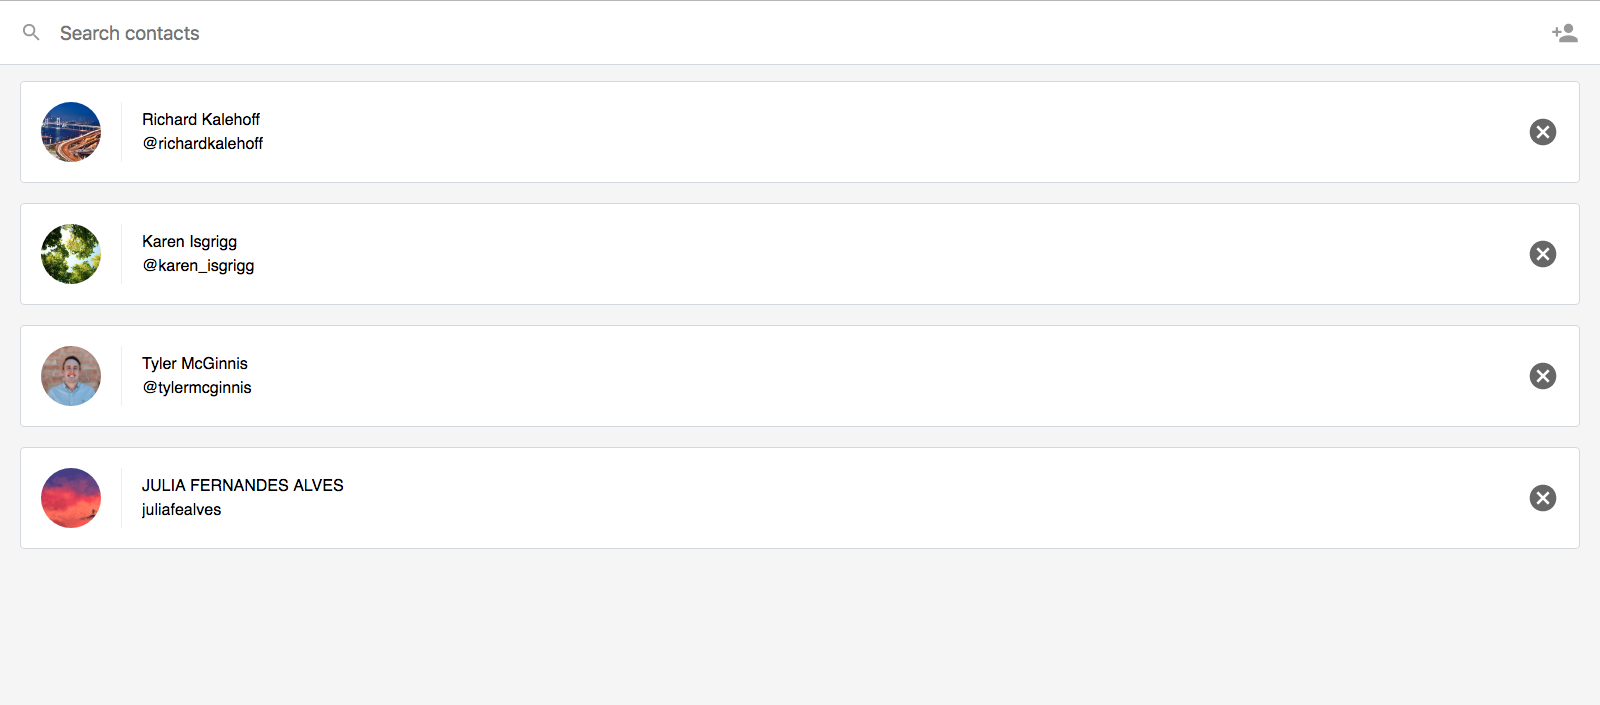 Search contacts
Richard Kalehoff
@richardkalehoff
Karen Isgrigg
@karen_isgrigg
Tyler McGinnis
@tylermcginnis
JULIA FERNANDES ALVES
juliafealves